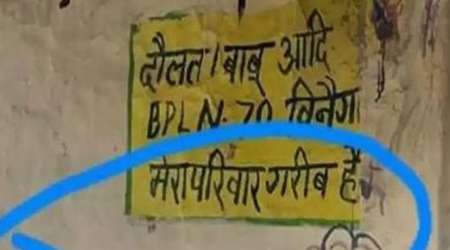 दौलत / बाबू आदि
BPL N. 70 विनैगा
मेरा परिवार गरीब है